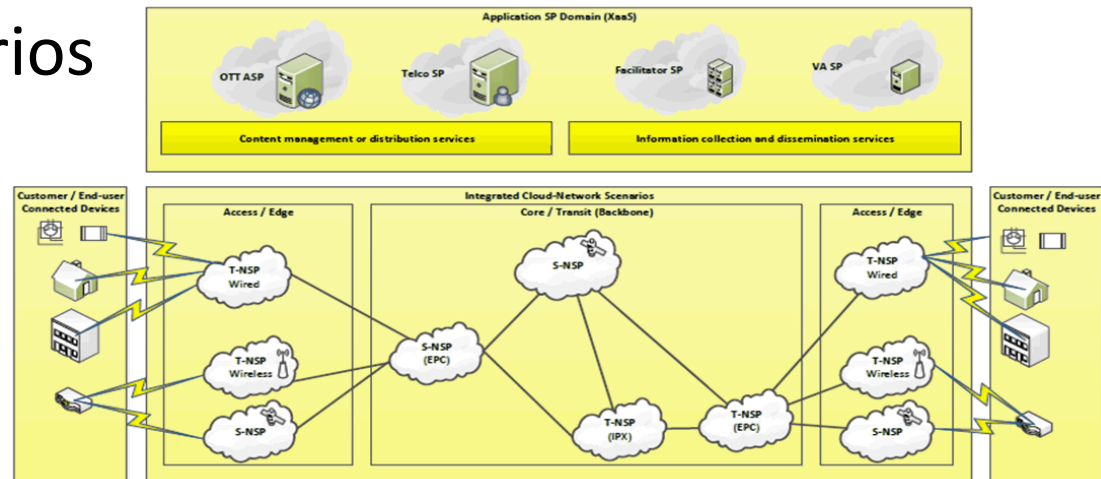 rios
Application SP Domain (XaaS)
OTT ASP
Telco SP
Facilitator SP
VA SP
Content management or distribution services
Information collection and dissemination services
Customer / End-user
Connected Devices
Integrated Cloud-Network Scenarios
Access / Edge
Core / Transit (Backbone)
Access / Edge
Customer / End-user
Connected Devices
T-NSP
Wired
S-NSP
T-NSP
Wired
S-NSP
(EPC)
T-NSP
Wireless
T-NSP
Wireless
S-NSP
T-NSP
(IPX)
T-NSP
(EPC)
S-NSP